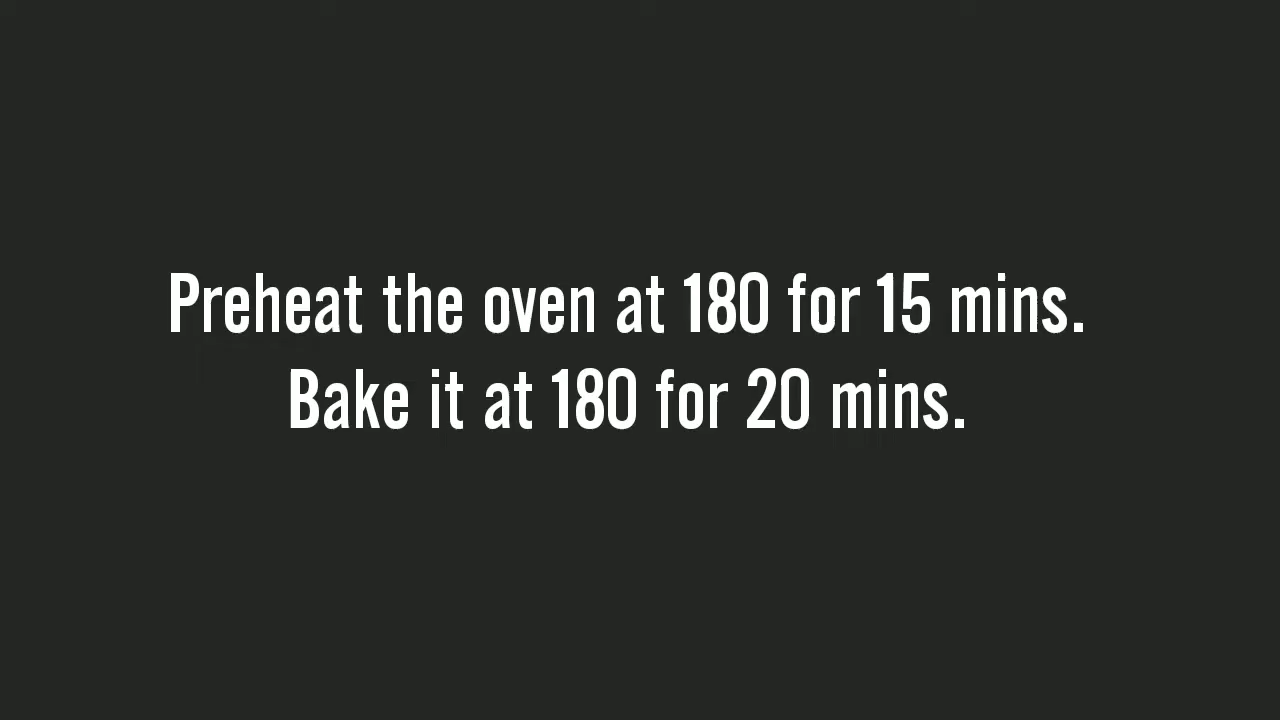 Preheat the oven at 180 for 15 mins.
Bake it at 180 for 20 mins.